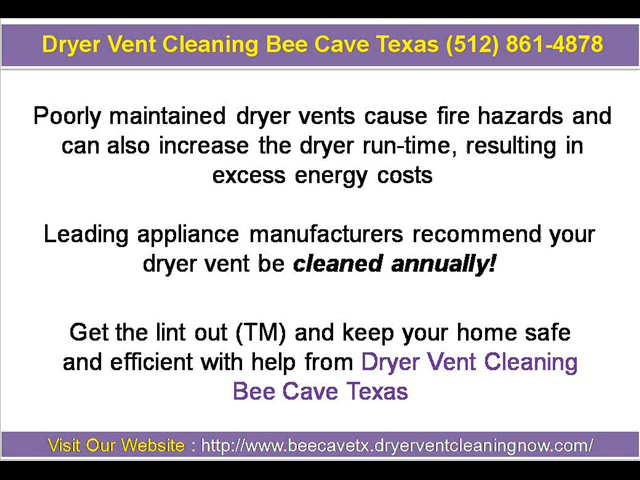 Dryer Vent Cleaning Bee Cave Texas (512) 861-4878
Poorly maintained dryer vents cause fire hazards and
can also increase the dryer run-time, resulting in
excess energy costs
Leading appliance manufacturers recommend your
dryer vent be cleaned annually!
Get the lint out (TM) and keep your home safe
and efficient with help from Dryer Vent Cleaning
Bee Cave Texas
Visit Our Website : http://www.beecavetx.dryerventcleaningnow.com/